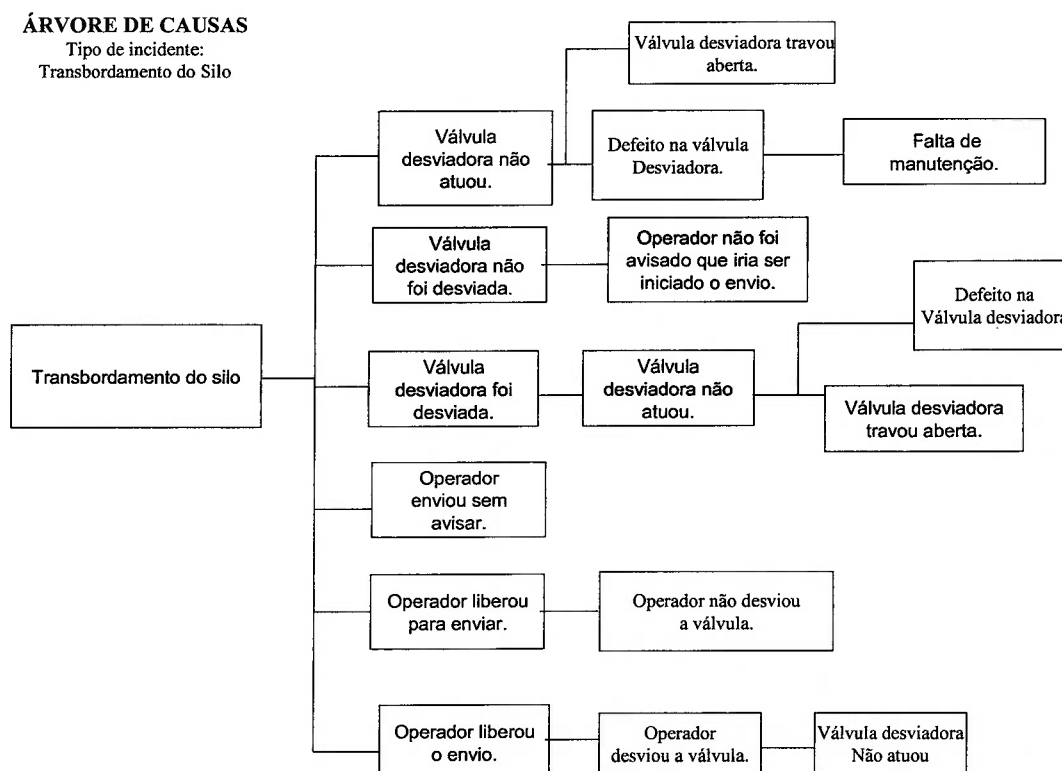 ÁRVORE DE CAUSAS
Tipo de incidente:
Transbordamento do Silo
Válvula desviadora travou
aberta.
Válvula
desviadora não
atuou.
Defeito na válvula
Desviadora.
Falta de
manutenção.
Válvula
desviadora não
foi desviada.
Operador não foi
avisado que iria ser
iniciado o envio.
Defeito na
Válvula desviadora
Transbordamento do silo
Válvula
desviadora foi
desviada.
Válvula
desviadora não
atuou.
Válvula desviadora
travou aberta.
Operador
enviou sem
avisar.
Operador liberou
para enviar.
Operador não desviou
a válvula.
Operador liberou
o envio.
Operador
desviou a válvula.
Válvula desviadora
Não atuou